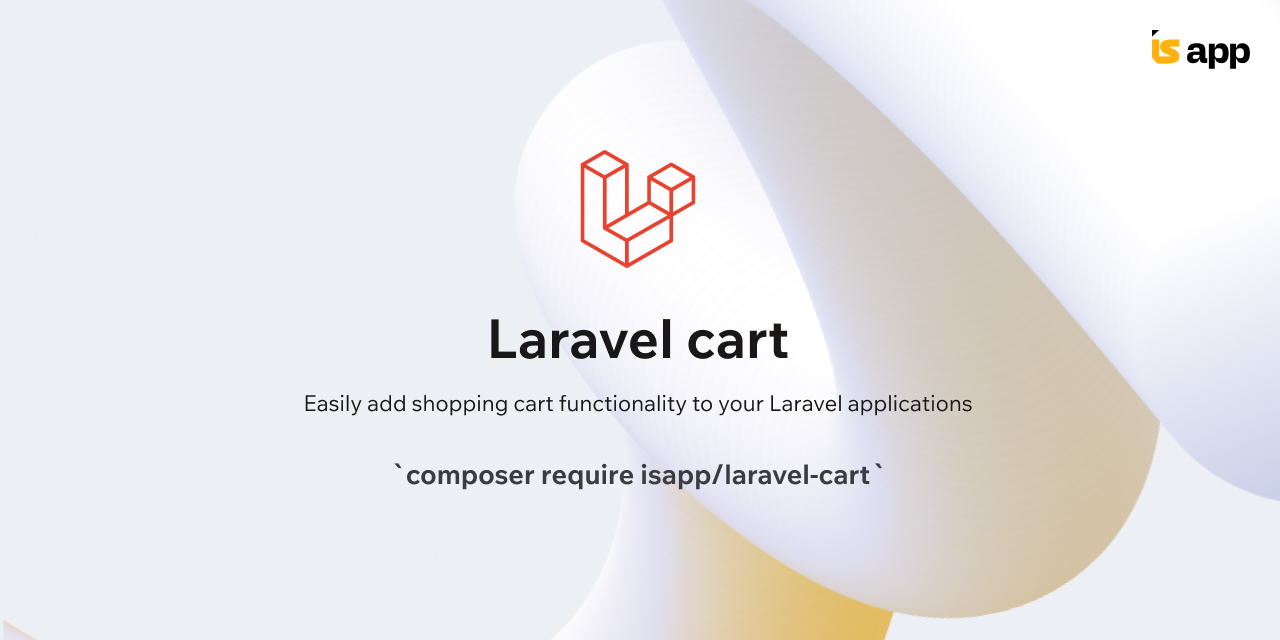 is app
Laravel cart
Easily add shopping cart functionality to your Laravel applications
`composer require isapp/laravel-cart`